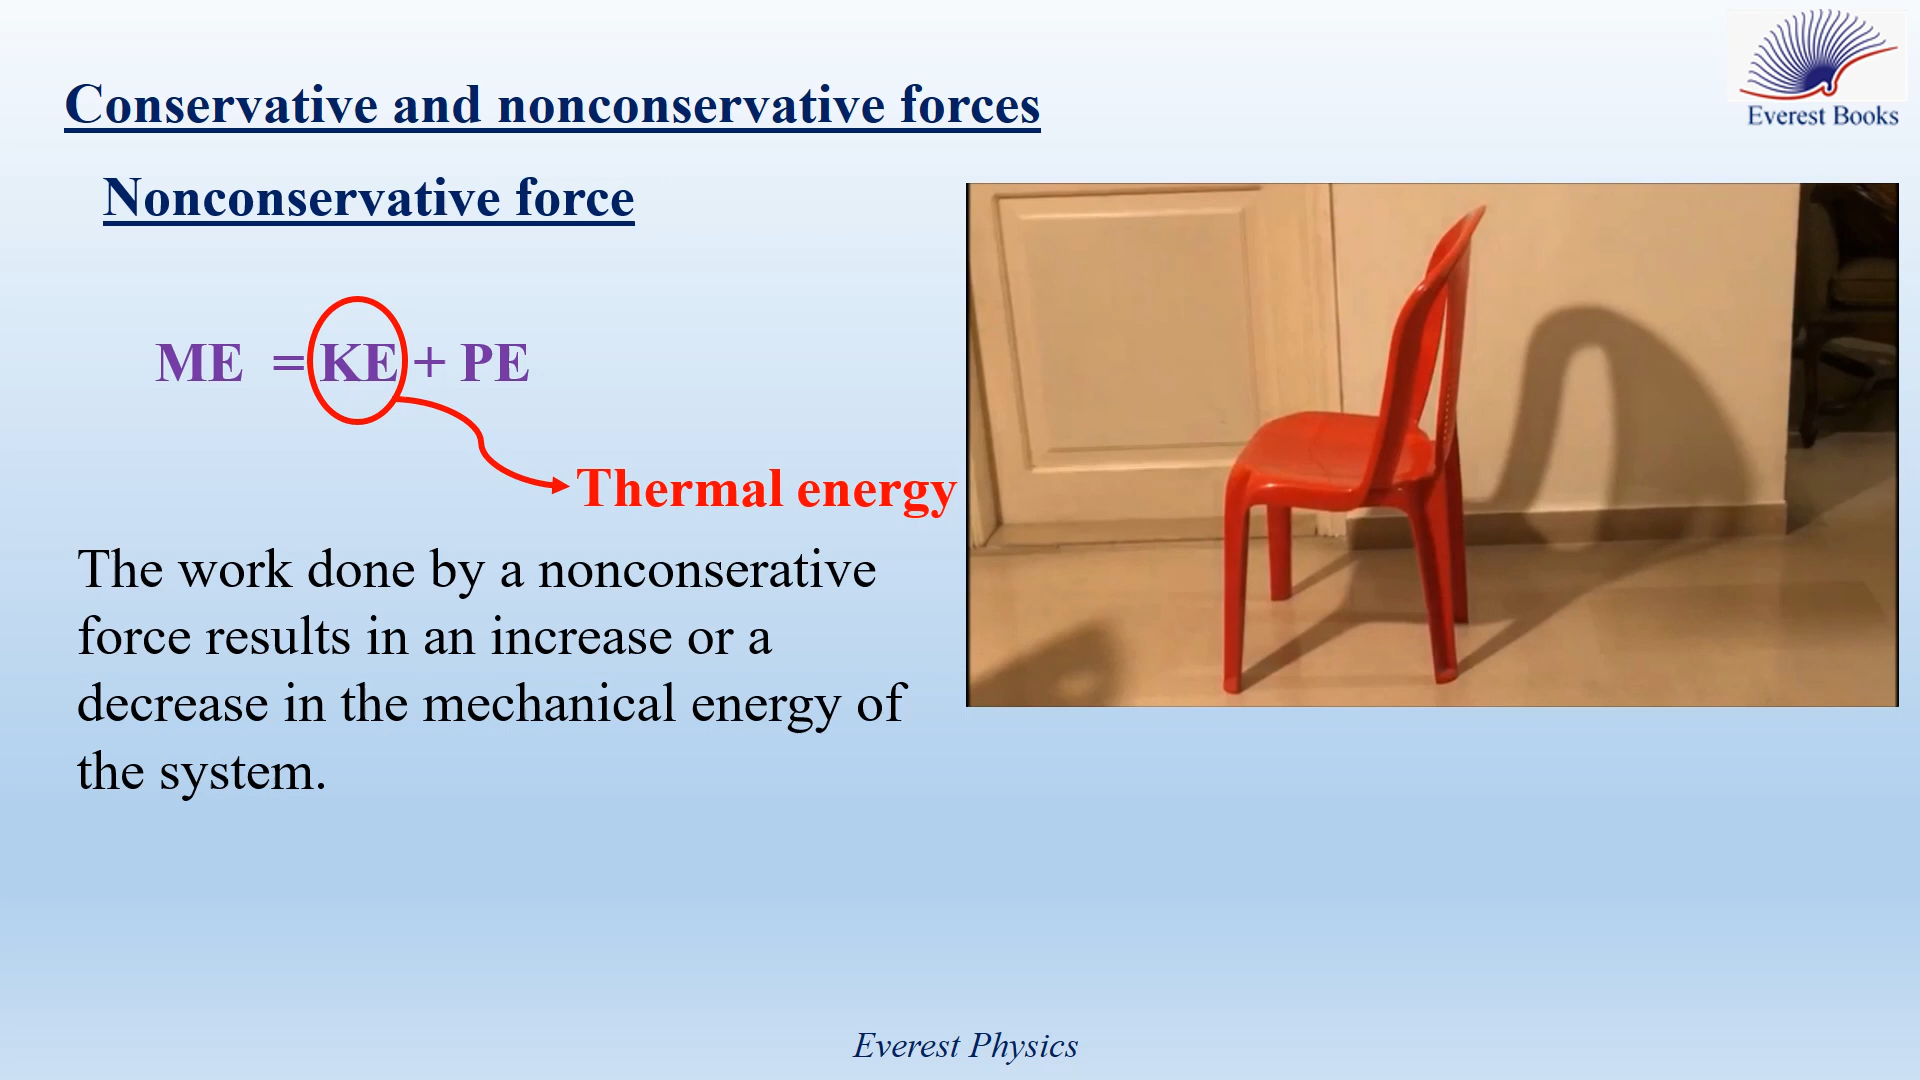 Everest Books
Conservative and nonconservative forces
Nonconservative force
ME = KE + PE
Thermal energy
The work done by a nonconserative
force results in an increase or a
decrease in the mechanical energy of
the system.
Everest Physics